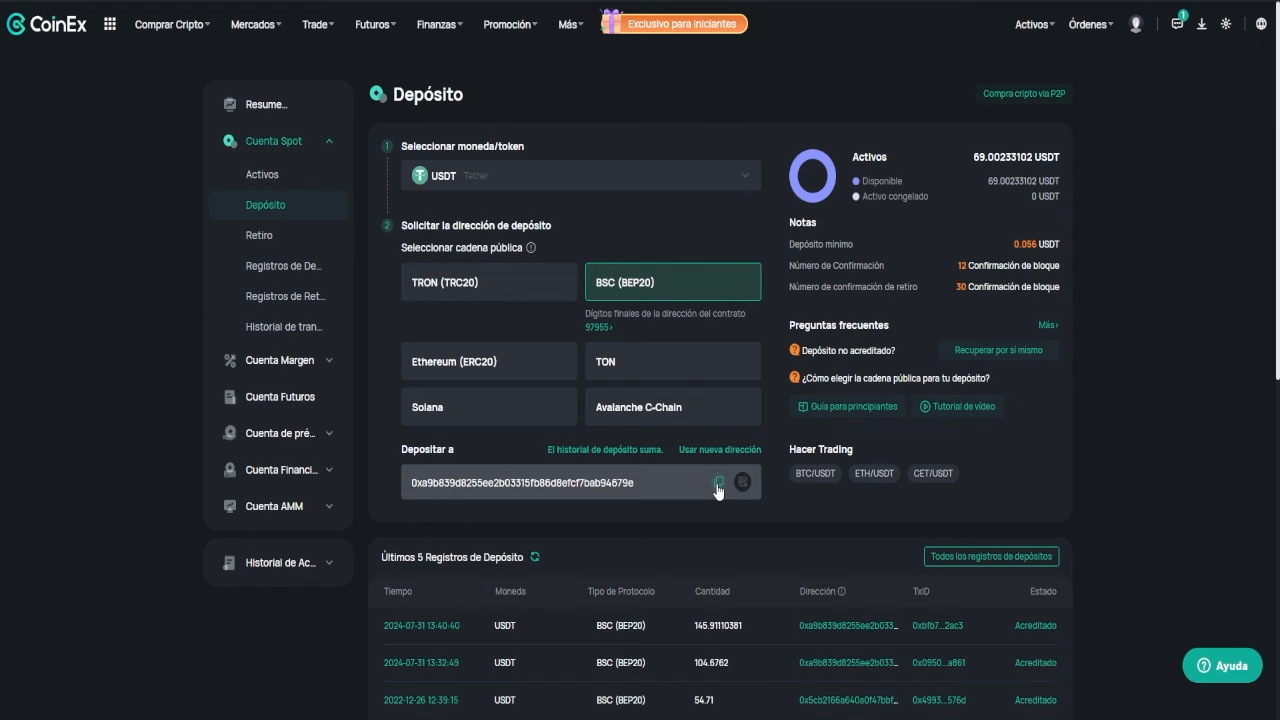 CoinEx
Comprar Cripto
Mercados
Trade
Futuros
Finanzas
Promoción
Más
Exclusivo para iniciantes
Activos
Órdenes
1
Resume...
Cuenta Spot
Activos
Depósito
Retiro
Registros de De...
Registros de Ret...
Historial de tran...
Cuenta Margen
Cuenta Futuros
Cuenta de pré...
Cuenta Financi...
Cuenta AMM
Historial de Ac...
Depósito
Compra cripto via P2P
1 Seleccionar moneda/token
USDT Tether
2 Solicitar la dirección de depósito
Seleccionar cadena pública
TRON (TRC20)
BSC (BEP20)
Dígitos finales de la dirección del contrato
97955>
Ethereum (ERC20)
TON
Solana
Avalanche C-Chain
Depositar a
El historial de depósito suma.
Usar nueva dirección
0xa9b839d8255ee2b03315fb86d8efcf7bab94679e
Activos 69.00233102 USDT
Disponible 69.00233102 USDT
Activo congelado 0 USDT
Notas
Depósito mínimo 0.056 USDT
Número de Confirmación 12 Confirmación de bloque
Número de confirmación de retiro 30 Confirmación de bloque
Preguntas frecuentes Más>
Depósito no acreditado? Recuperar por sí mismo
¿Cómo elegir la cadena pública para tu depósito?
Guía para principiantes
Tutorial de vídeo
Hacer Trading
BTC/USDT ETH/USDT CET/USDT
Últimos 5 Registros de Depósito
Todos los registros de depósitos
Tiempo Moneda Tipo de Protocolo Cantidad Dirección TxID Estado
2024-07-31 13:40:40 USDT BSC (BEP20) 145.91110381 0xa9b839d8255ee2b033... 0xbfb7...2ac3 Acreditado
2024-07-31 13:32:49 USDT BSC (BEP20) 104.6762 0xa9b839d8255ee2b033... 0x0950...a861 Acreditado
2022-12-26 12:39:15 USDT BSC (BEP20) 54.71 0x5cb2166a640a0f47bbf... 0x4993...576d Acreditado
Ayuda